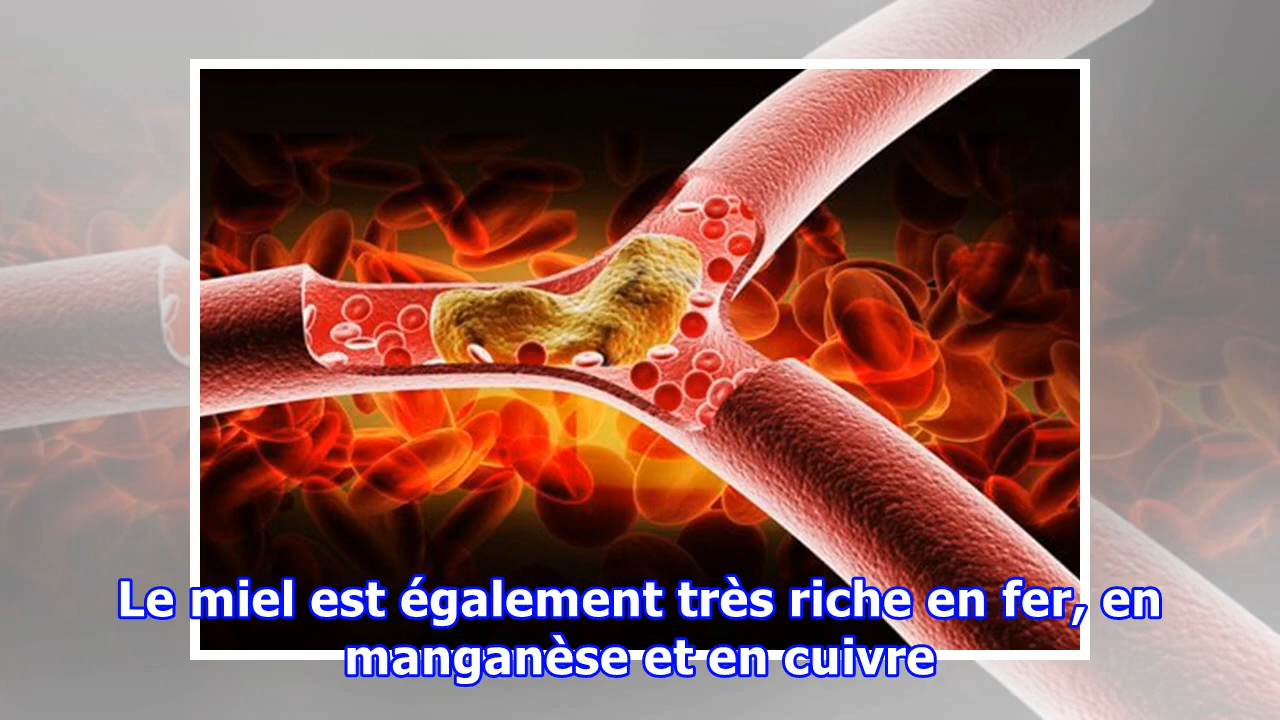 Le miel est également très riche en fer, en
manganèse et en cuivre